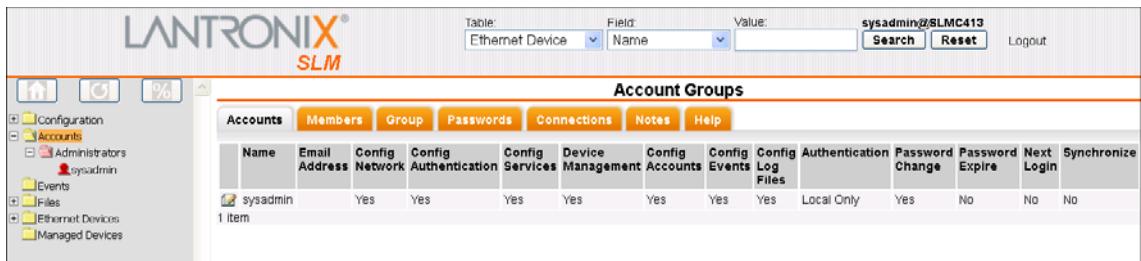 LANTRONIX®
SLM
Table: Field: Value: sysadmin@SLMC413
Ethernet Device Name Search Reset Logout
Account Groups
Configuration
Accounts
Administrators
sysadmin
Events
Files
Ethernet Devices
Managed Devices
Accounts Members Group Passwords Connections Notes Help
Name Email Config Config Config Device Config Config Config Authentication Password Password Next Synchronize
Address Network Authentication Services Management Accounts Events Log Change Expire Login
Files
sysadmin Yes Yes Yes Yes Yes Yes Yes Local Only Yes No No No
1 item